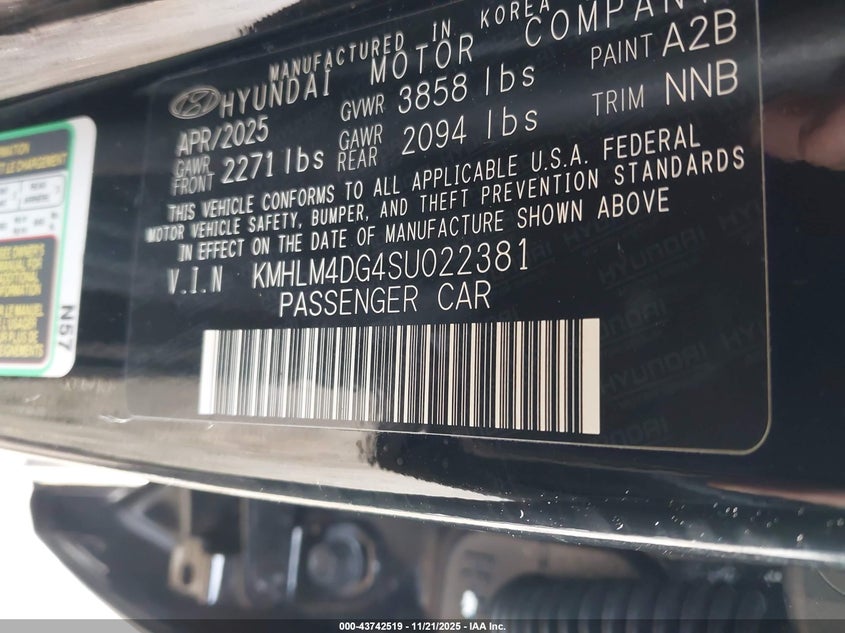 MANUFACTURED IN KOREA
HYUNDAI MOTOR COMPANY
APR/2025 GVWR 3858 lbs PAINT A2B
GAWR FRONT 2271 lbs GAWR REAR 2094 lbs TRIM NNB
THIS VEHICLE CONFORMS TO ALL APPLICABLE U.S.A. FEDERAL
MOTOR VEHICLE SAFETY, BUMPER, AND THEFT PREVENTION STANDARDS
IN EFFECT ON THE DATE OF MANUFACTURE SHOWN ABOVE
V.I.N KMHLM4DG4SU022381
PASSENGER CAR
N57
HYUNDAI
000-43742519 - 11/21/2025 - IAA Inc.